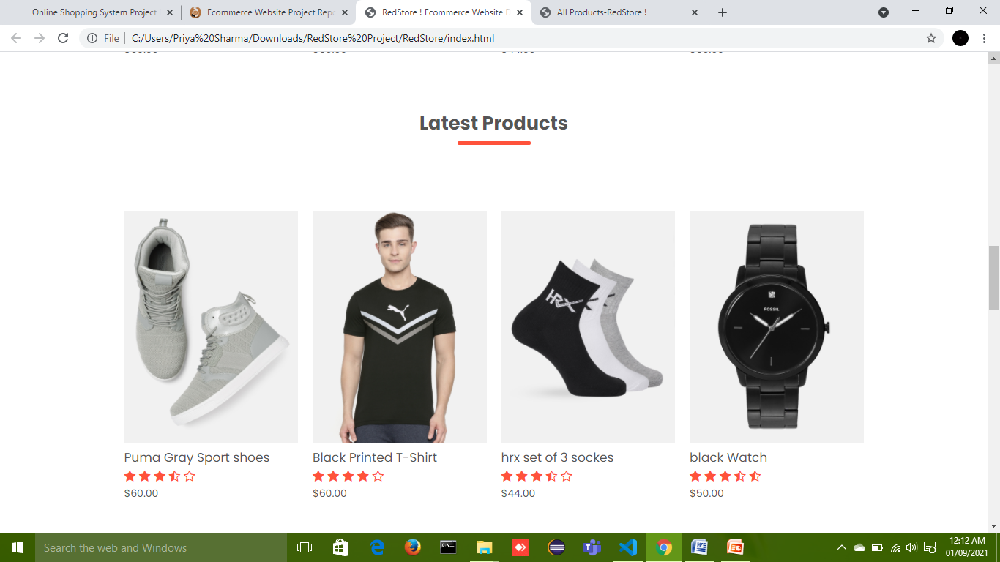 Online Shopping System Project
Ecommerce Website Project Repo
RedStore ! Ecommerce Website D
All Products-RedStore !
File
C:/Users/Priya%20Sharma/Downloads/RedStore%20Project/RedStore/index.html
Latest Products
HRX
FOSSIL
Puma Gray Sport shoes
Black Printed T-Shirt
hrx set of 3 sockes
black Watch
$60.00
$60.00
$44.00
$50.00
Search the web and Windows
12:12 AM
01/09/2021